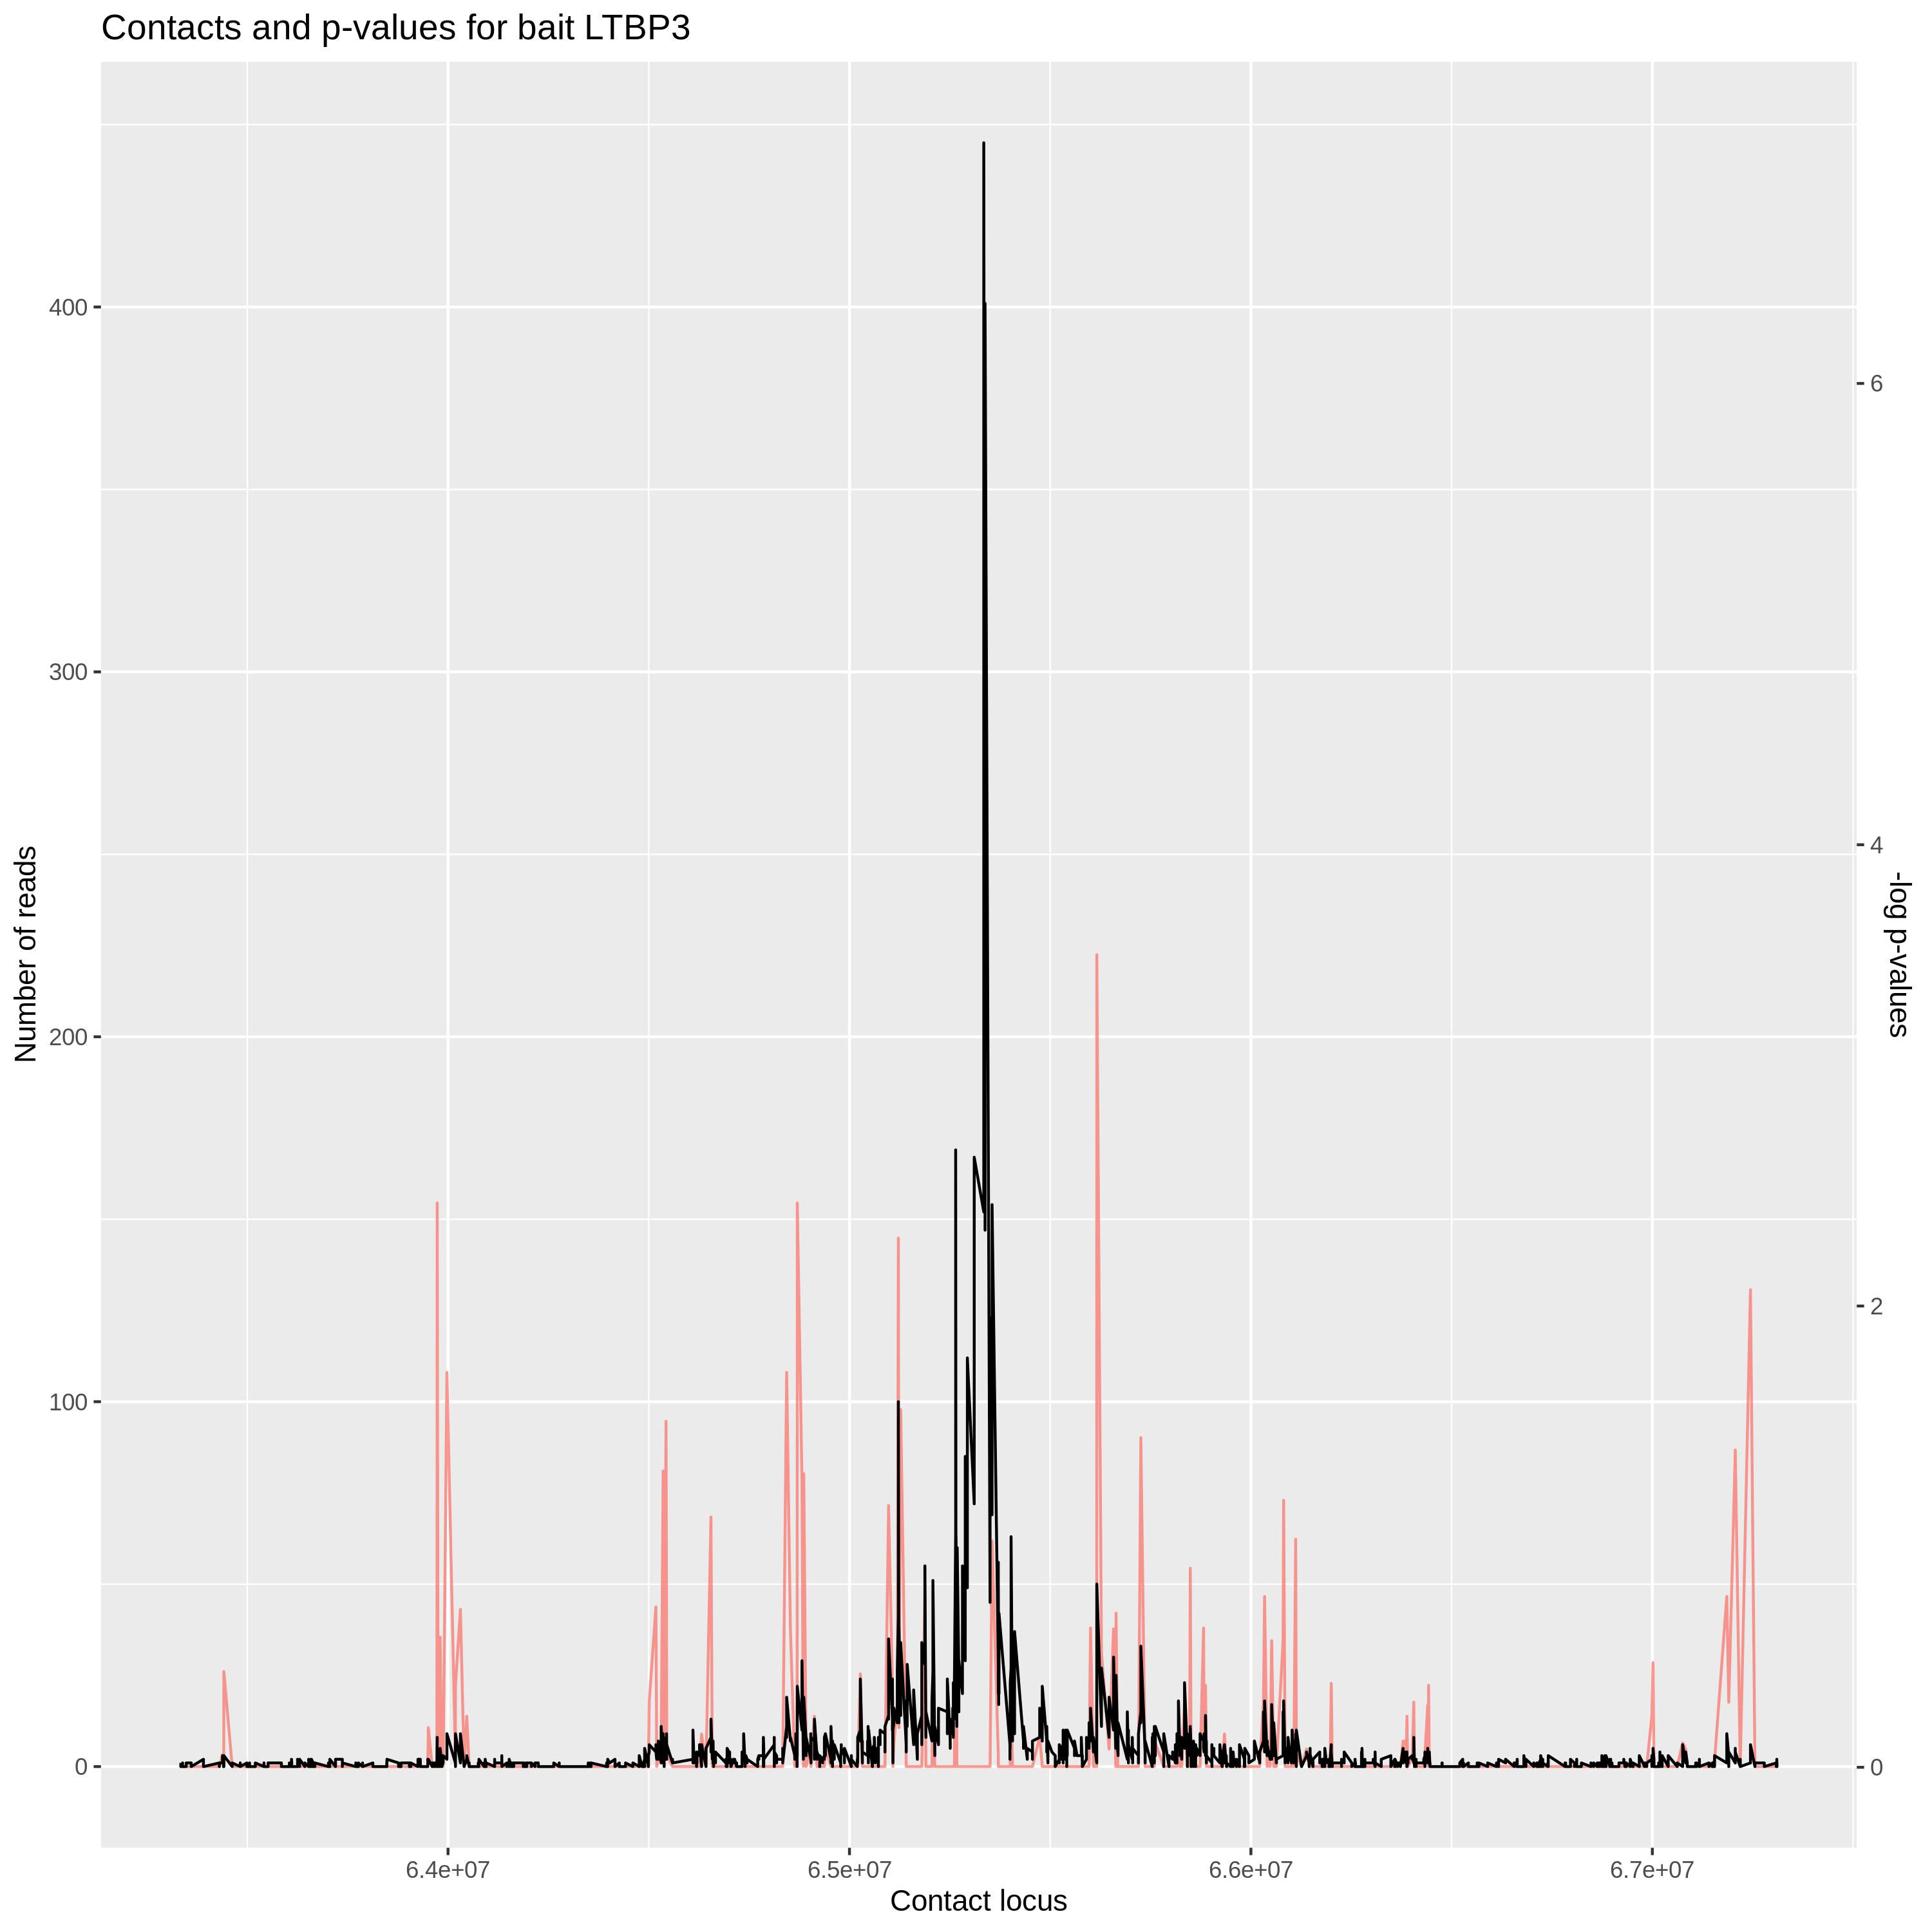 Contacts and p-values for bait LTBP3
400
300
200
100
0
Number of reads
6
4
2
0
-log p-values
6.4e+07
6.5e+07
6.6e+07
6.7e+07
Contact locus